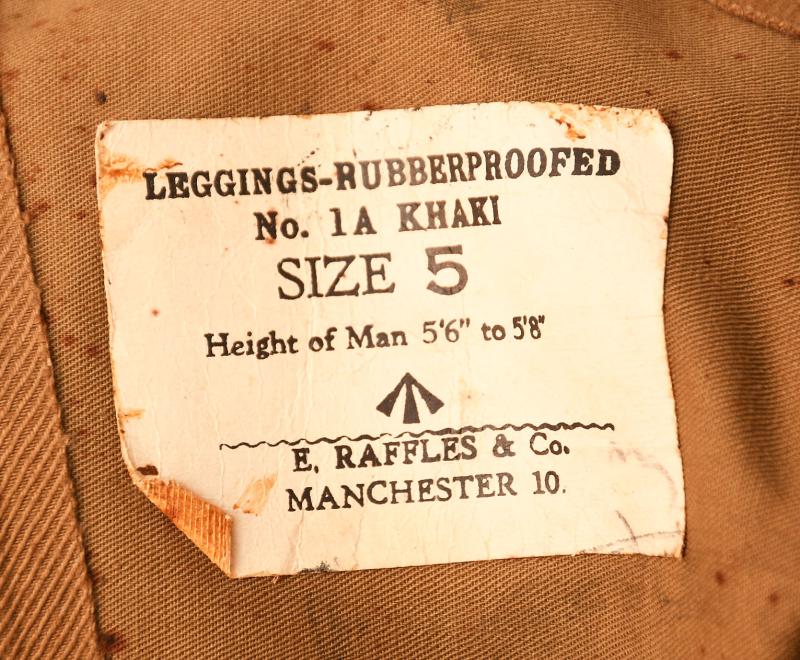 LEGGINGS-RUBBERPROOFED
No. 1A KHAKI
SIZE 5
Height of Man 5'6" to 5'8"
E. RAFFLES & Co.
MANCHESTER 10.